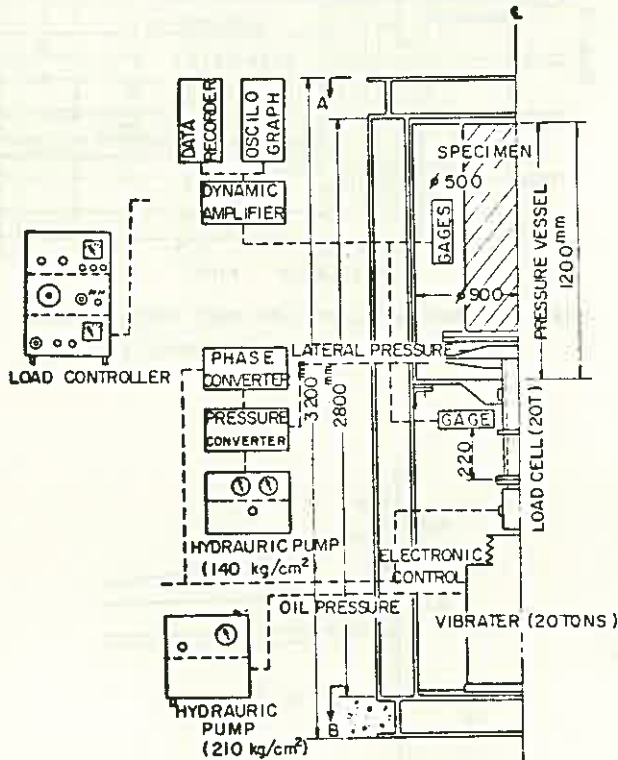 ℄
A
DATA
RECORDER
OSCILO
GRAPH
DYNAMIC
AMPLIFIER
SPECIMEN
φ500
GAGES
φ900
PRESSURE VESSEL
1200mm
LOAD CONTROLLER
PHASE
CONVERTER
LATERAL PRESSURE
3200mm
2800
PRESSURE
CONVERTER
GAGE
220
LOAD CELL (20T)
HYDRAURIC PUMP
(140 kg/cm²)
ELECTRONIC
CONTROL
OIL PRESSURE
VIBRATER (20TONS)
HYDRAURIC
PUMP
(210 kg/cm²)
B